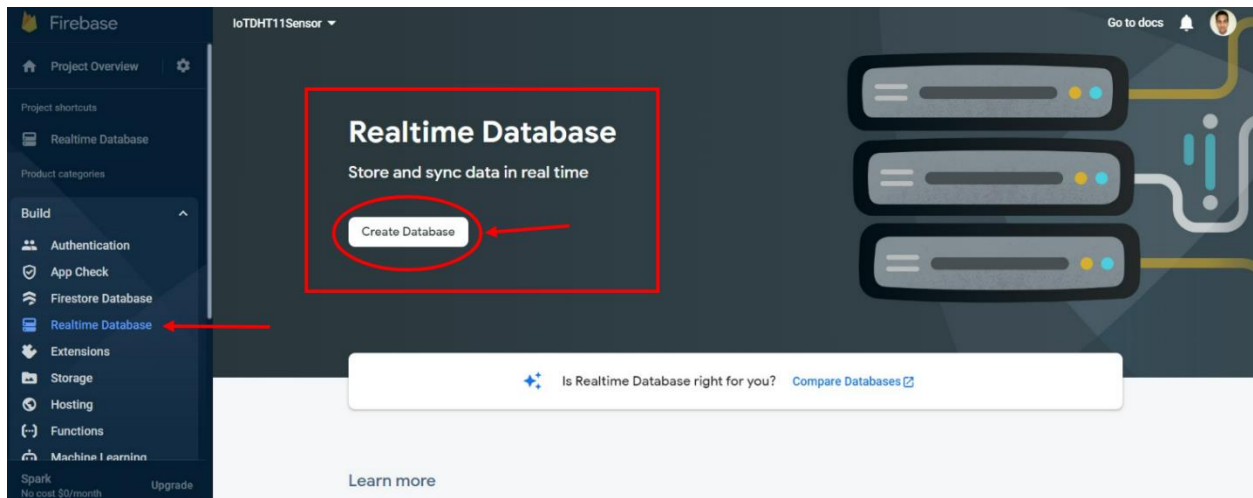 Firebase
IoTDHT11Sensor
Go to docs
Project Overview
Project shortcuts
Realtime Database
Product categories
Build
Authentication
App Check
Firestore Database
Realtime Database
Extensions
Storage
Hosting
Functions
Machine Learning
Spark
No cost $0/month
Upgrade
Realtime Database
Store and sync data in real time
Create Database
Is Realtime Database right for you? Compare Databases
Learn more